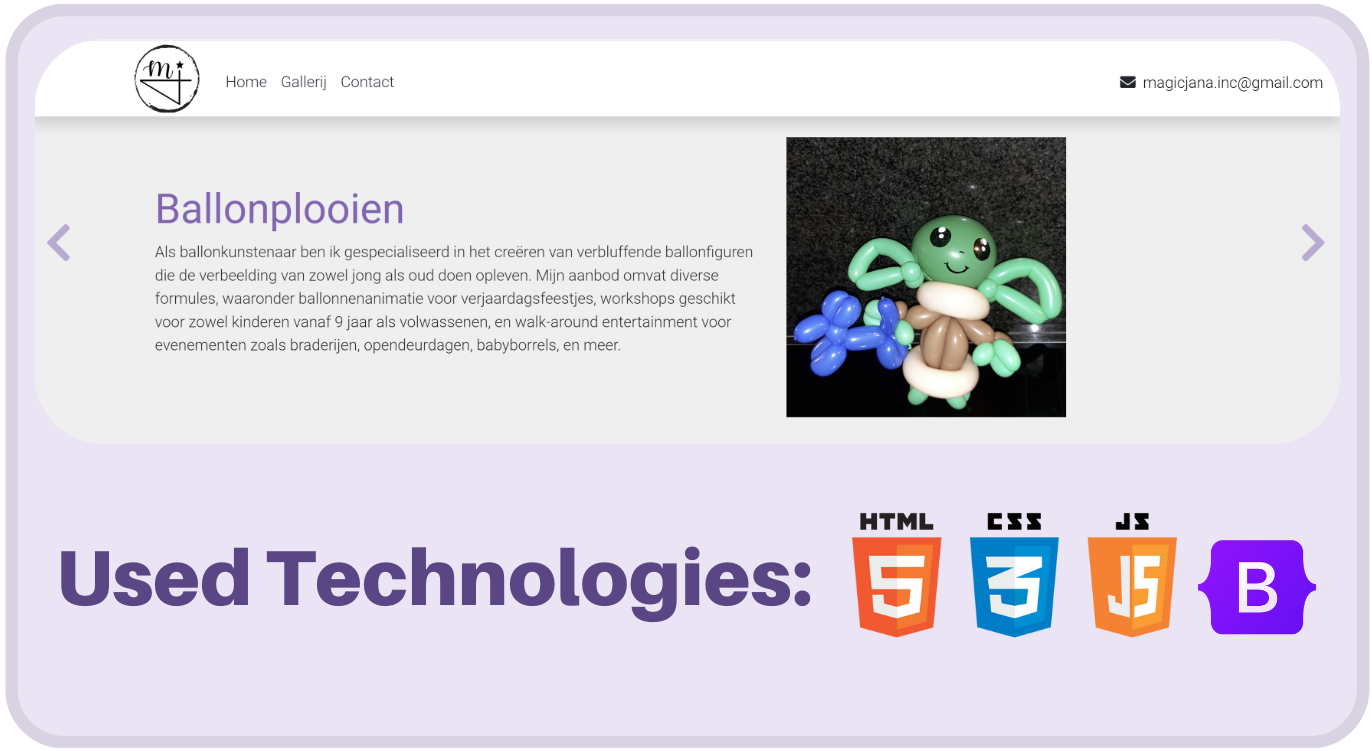 m
Home Gallerij Contact
magicjana.inc@gmail.com
Ballonplooien
Als ballonkunstenaar ben ik gespecialiseerd in het creëren van verbluffende ballonfiguren
die de verbeelding van zowel jong als oud doen opleven. Mijn aanbod omvat diverse
formules, waaronder ballonnenanimatie voor verjaardagsfeestjes, workshops geschikt
voor zowel kinderen vanaf 9 jaar als volwassenen, en walk-around entertainment voor
evenementen zoals braderijen, opendeurdagen, babyborrels, en meer.
HTML CSS JS
Used Technologies: 5 3 JS B